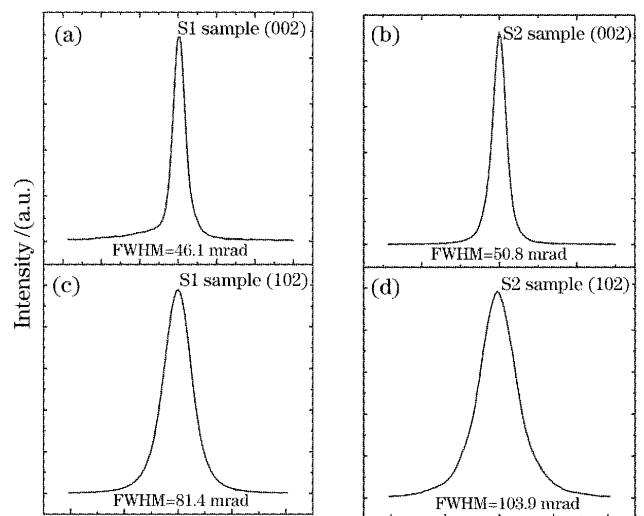 (a)
S1 sample (002)
FWHM=46.1 mrad
(b)
S2 sample (002)
FWHM=50.8 mrad
Intensity /(a.u.)
(c)
S1 sample (102)
FWHM=81.4 mrad
(d)
S2 sample (102)
FWHM=103.9 mrad